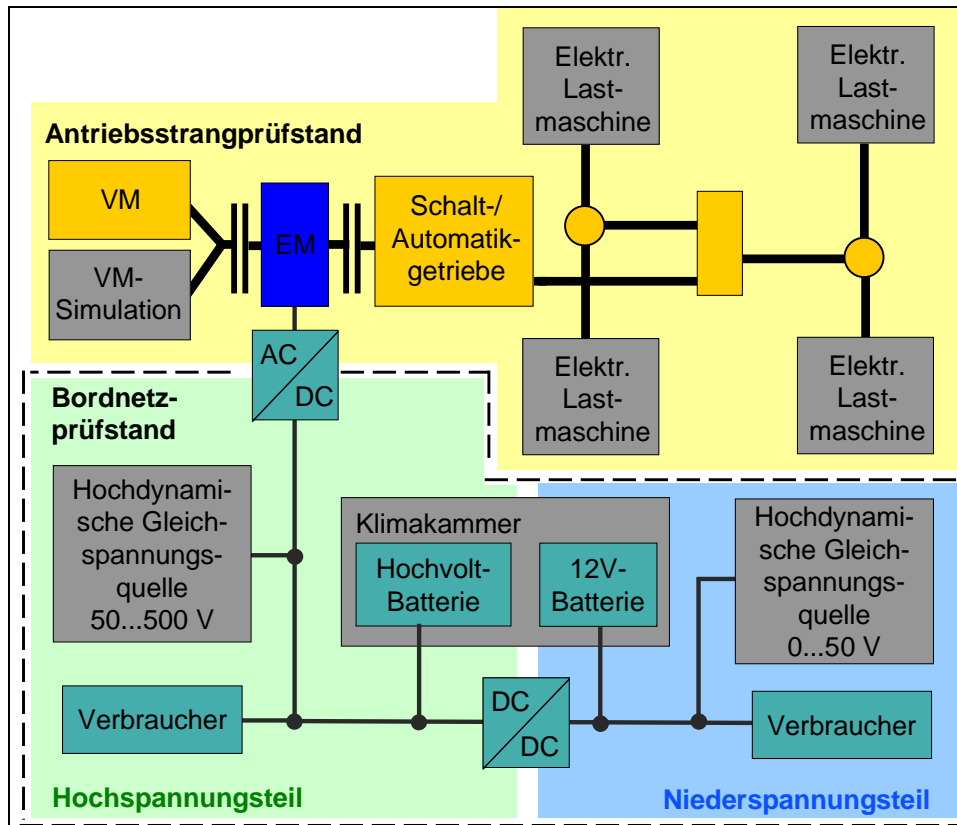 Elektr.
Last-
maschine
Elektr.
Last-
maschine
Antriebsstrangprüfstand
VM
EM
Schalt-/
Automatik-
getriebe
VM-
Simulation
AC
DC
Elektr.
Last-
maschine
Elektr.
Last-
maschine
Bordnetz-
prüfstand
Hochdynami-
sche Gleich-
spannungs-
quelle
50...500 V
Klimakammer
Hochvolt-
Batterie
12V-
Batterie
Hochdynami-
sche Gleich-
spannungs-
quelle
0...50 V
Verbraucher
DC
DC
Verbraucher
Hochspannungsteil
Niederspannungsteil